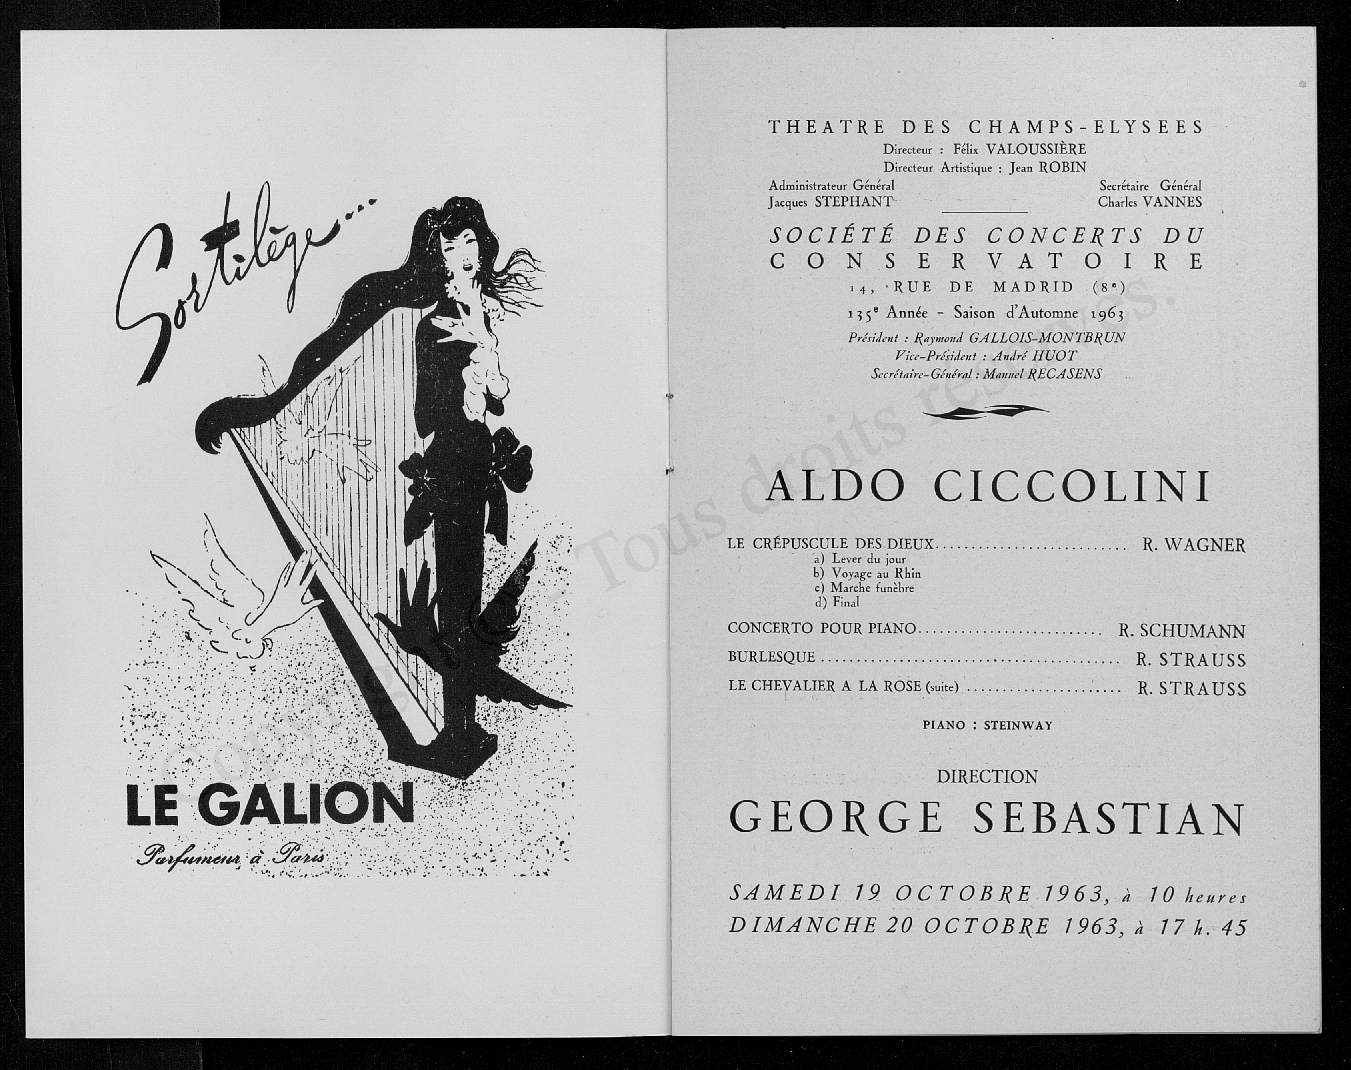 Sortilège...
LE GALION
Parfumeur à Paris
THEATRE DES CHAMPS-ELYSEES
Directeur : Félix VALOUSSIÈRE
Directeur Artistique : Jean ROBIN
Administrateur Général
Jacques STEPHANT
Secrétaire Général
Charles VANNES
SOCIÉTÉ DES CONCERTS DU
CONSERVATOIRE
14, RUE DE MADRID (8e)
135e Année - Saison d'Automne 1963
Président : Raymond GALLOIS-MONTBRUN
Vice-Président : André HUOT
Secrétaire-Général : Manuel RECASENS
ALDO CICCOLINI
LE CRÉPUSCULE DES DIEUX........................... R. WAGNER
a) Lever du jour
b) Voyage au Rhin
c) Marche funèbre
d) Final
CONCERTO POUR PIANO.......................... R. SCHUMANN
BURLESQUE ...................................... R. STRAUSS
LE CHEVALIER A LA ROSE (suite) ...................... R. STRAUSS
PIANO : STEINWAY
DIRECTION
GEORGE SEBASTIAN
SAMEDI 19 OCTOBRE 1963, à 10 heures
DIMANCHE 20 OCTOBRE 1963, à 17 h. 45
Copyright © - Tous droits réservés.